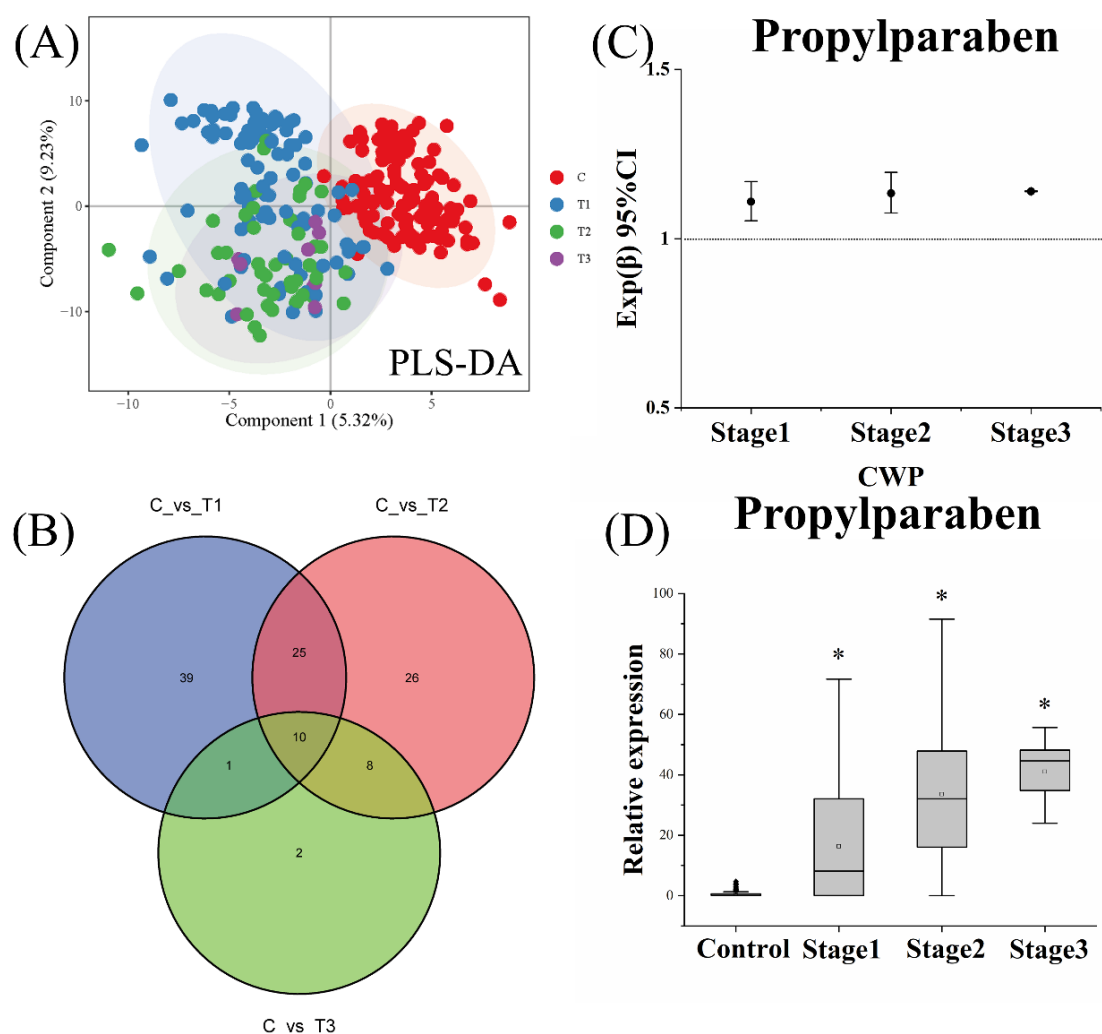 (A)
Component 2 (9.23%)
10
0
−10
−10
−5
0
5
Component 1 (5.32%)
PLS-DA
C
T1
T2
T3
(C)
Propylparaben
Exp(β) 95%CI
1.5
1
0.5
Stage1
Stage2
Stage3
CWP
(B)
C_vs_T1
C_vs_T2
39
25
26
10
1
8
2
C_vs_T3
(D)
Propylparaben
Relative expression
100
80
60
40
20
0
*
*
*
Control
Stage1
Stage2
Stage3